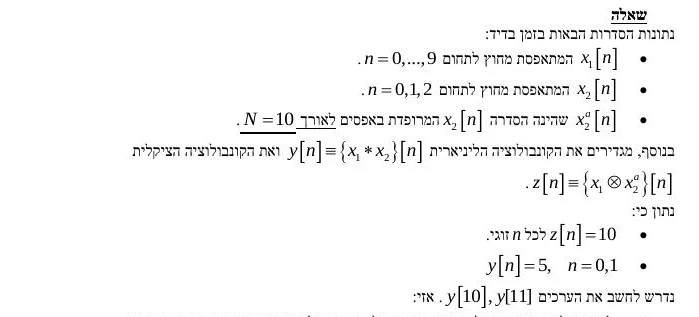 שאלה
נתונות הסדרות הבאות בזמן בדיד:
• x₁[n] המתאפסת מחוץ לתחום n = 0,...,9 .
• x₂[n] המתאפסת מחוץ לתחום n = 0,1,2 .
• x₂ᵃ[n] שהינה הסדרה x₂[n] המרופדת באפסים לאורך N = 10 .
בנוסף, מגדירים את הקונבולוציה הליניארית y[n] ≡ {x₁ * x₂}[n] ואת הקונבולוציה הציקלית
z[n] ≡ {x₁ ⊗ x₂ᵃ}[n] .
נתון כי:
• z[n] = 10 לכל n זוגי.
• y[n] = 5, n = 0,1
נדרש לחשב את הערכים y[10], y[11] . אזי: